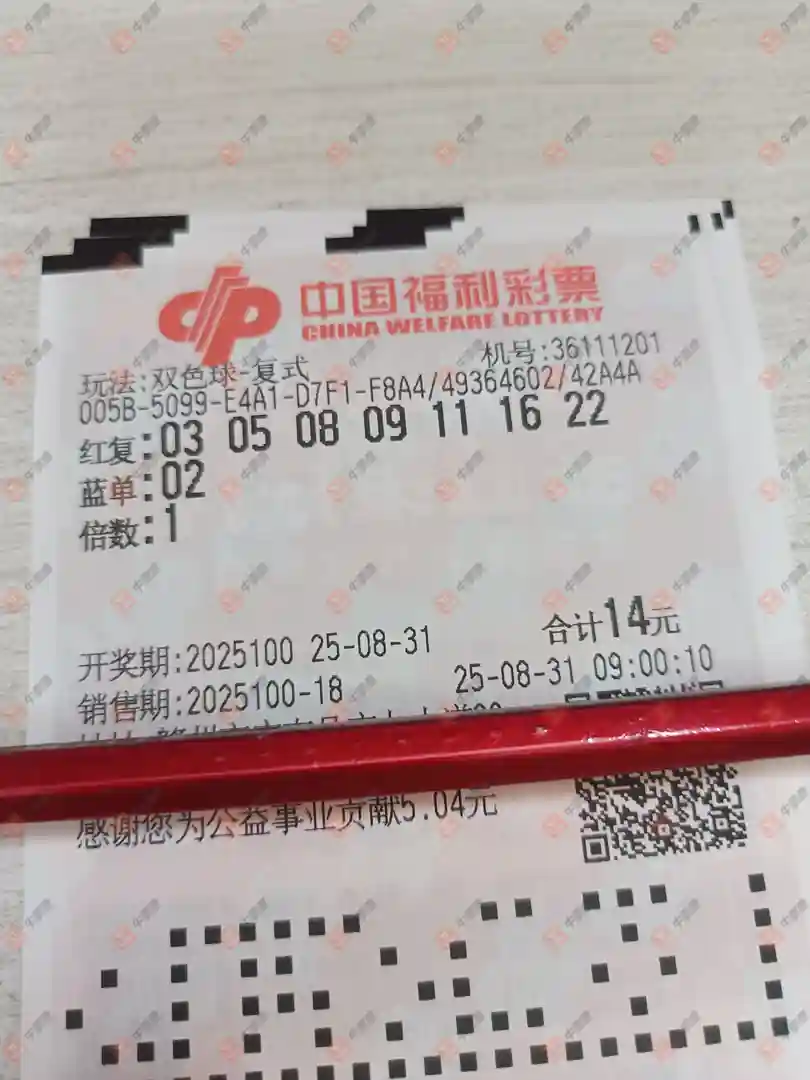 中国福利彩票
CHINA WELFARE LOTTERY
玩法:双色球-复式 机号:36111201
005B-5099-E4A1-D7F1-F8A4/49364602/42A4A
红复:03 05 08 09 11 16 22
蓝单:02
倍数:1
合计14元
开奖期:2025100 25-08-31
销售期:2025100-18 25-08-31 09:00:10
感谢您为公益事业贡献5.04元